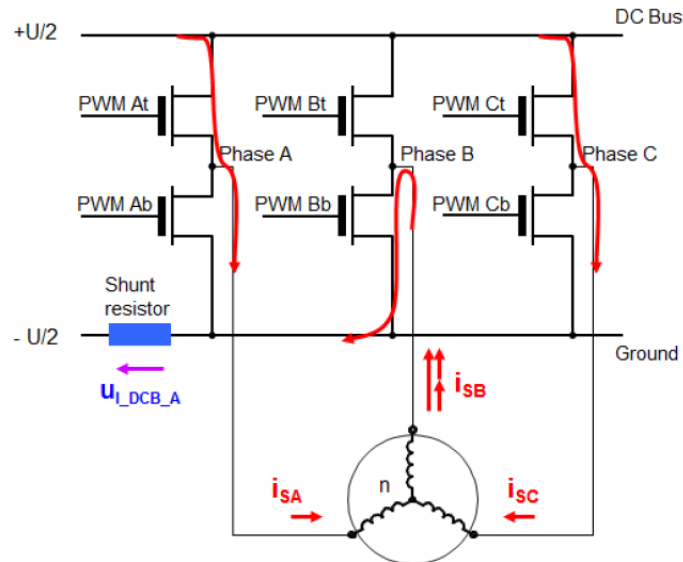 +U/2
DC Bus
PWM At
PWM Bt
PWM Ct
Phase A
Phase B
Phase C
PWM Ab
PWM Bb
PWM Cb
Shunt
resistor
- U/2
Ground
uI_DCB_A
iSB
n
iSA
iSC